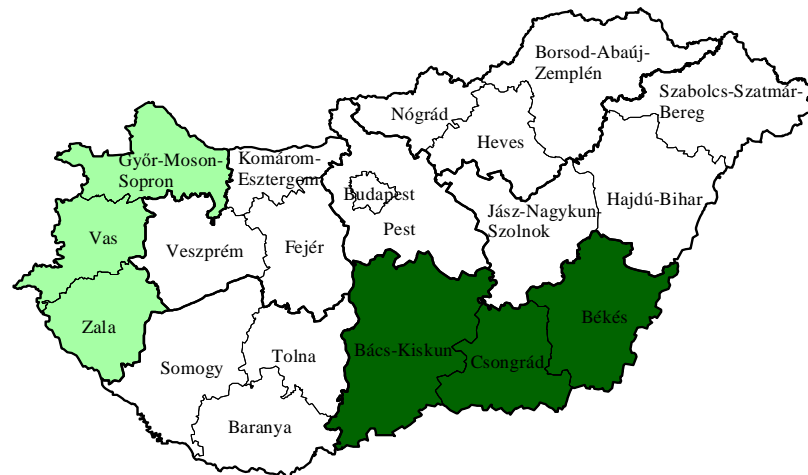 Borsod-Abaúj-
Zemplén
Szabolcs-Szatmár-
Bereg
Nógrád
Heves
Győr-Moson-
Sopron
Komárom-
Esztergom
Budapest
Pest
Jász-Nagykun-
Szolnok
Hajdú-Bihar
Vas
Veszprém
Fejér
Zala
Somogy
Tolna
Baranya
Bács-Kiskun
Csongrád
Békés